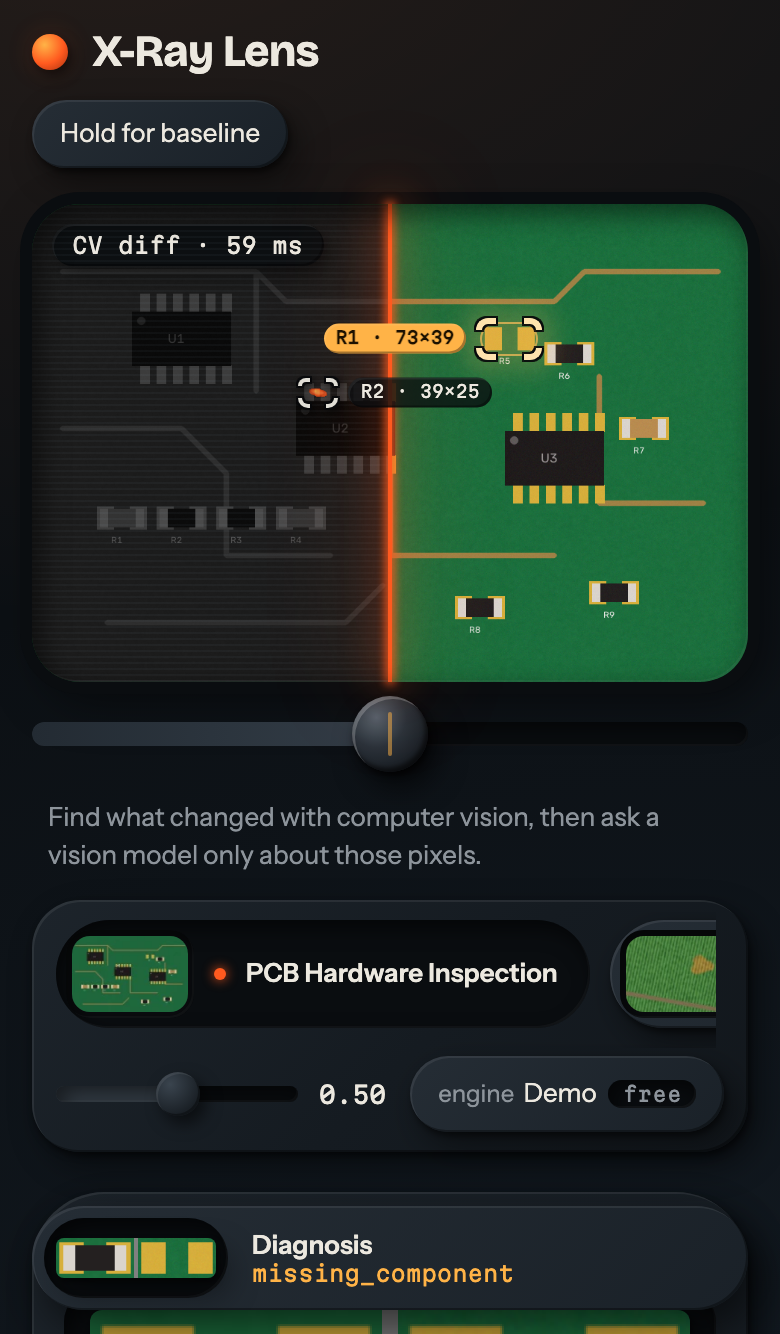 X-Ray Lens
Hold for baseline
CV diff · 59 ms
U1
R1 · 73×39
R5
R6
R2 · 39×25
U2
U3
R7
R1
R2
R3
R4
R8
R9
Find what changed with computer vision, then ask a
vision model only about those pixels.
PCB Hardware Inspection
0.50
engine Demo free
Diagnosis
missing_component